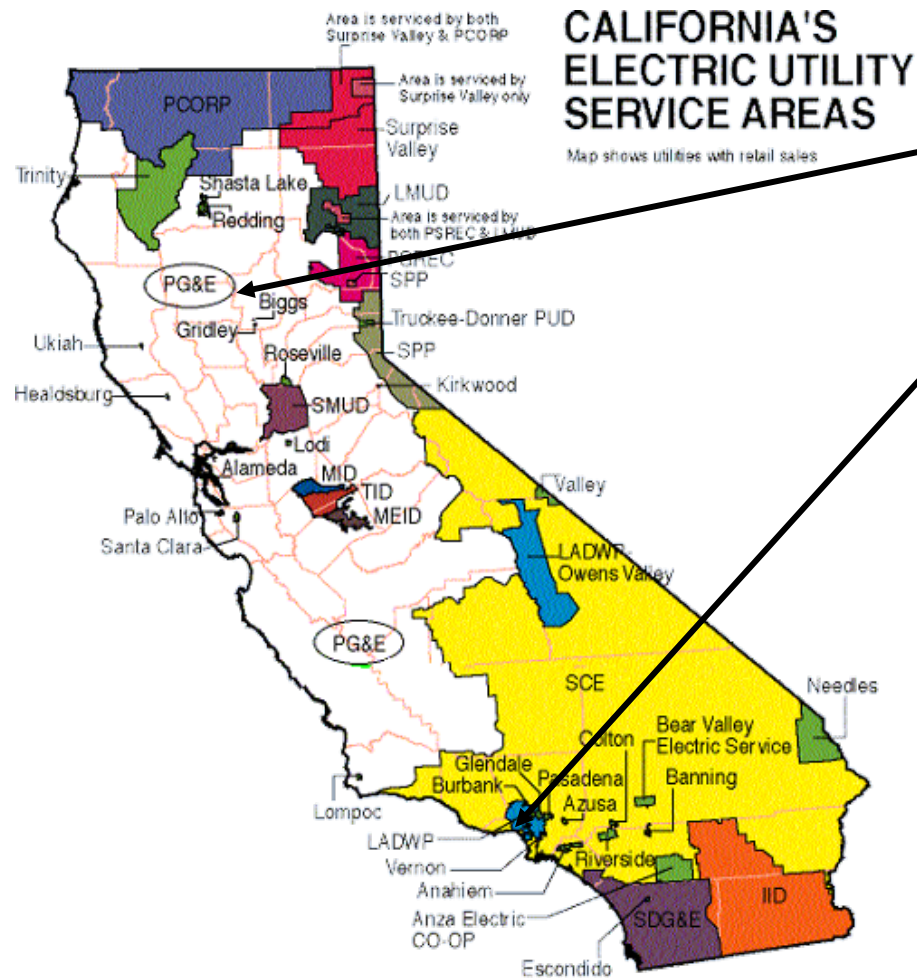 Area is serviced by both
Surprise Valley & PCORP
CALIFORNIA'S
ELECTRIC UTILITY
SERVICE AREAS
Map shows utilities with retail sales
PCORP
Area is serviced by
Surprise Valley only
Surprise
Valley
Trinity
Shasta Lake
Redding
LMUD
Area is serviced by
both PSREC & LMUD
PSREC
SPP
PG&E
Biggs
Gridley
Truckee-Donner PUD
Ukiah
Roseville
SPP
Healdsburg
Kirkwood
SMUD
Lodi
Alameda
MID
TID
MEID
Valley
Palo Alto
Santa Clara
LADWP-
Owens Valley
PG&E
SCE
Needles
Bear Valley
Electric Service
Colton
Glendale
Burbank
Pasadena
Banning
Azusa
Lompoc
LADWP
Vernon
Riverside
Anahiem
IID
Anza Electric
CO-OP
SDG&E
Escondido